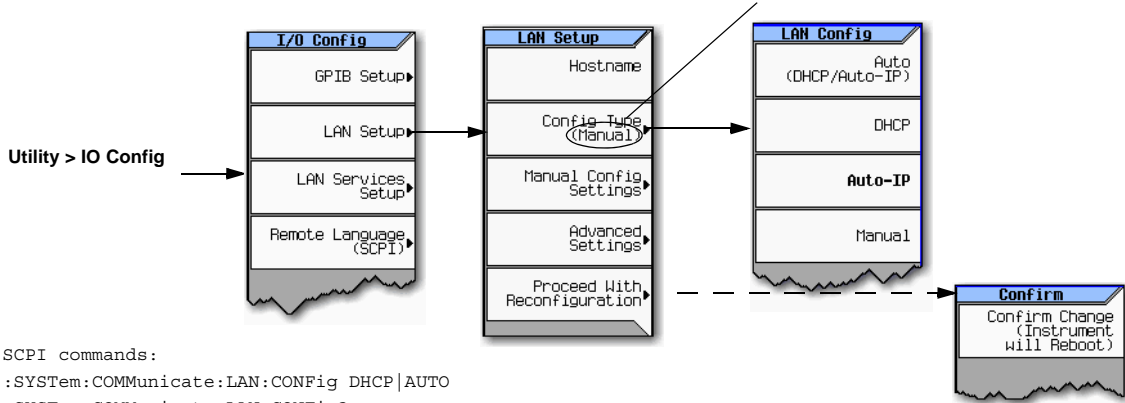 I/O Config
GPIB Setup
LAN Setup
LAN Services
Setup
Remote Language
(SCPI)
Utility > IO Config
LAN Setup
Hostname
Config Type
(Manual)
Manual Config
Settings
Advanced
Settings
Proceed With
Reconfiguration
LAN Config
Auto
(DHCP/Auto-IP)
DHCP
Auto-IP
Manual
Confirm
Confirm Change
(Instrument
will Reboot)
SCPI commands:
:SYSTem:COMMunicate:LAN:CONFig DHCP|AUTO